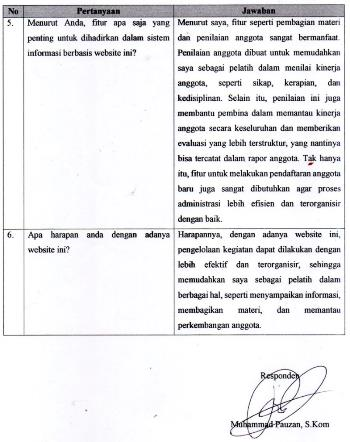 No Pertanyaan Jawaban
5. Menurut Anda, fitur apa saja yang
penting untuk dihadirkan dalam sistem
informasi berbasis website ini?
Menurut saya, fitur seperti pembagian materi
dan penilaian anggota sangat bermanfaat.
Penilaian anggota dibuat untuk memudahkan
saya sebagai pelatih dalam menilai kinerja
anggota, seperti sikap, kerapian, dan
kedisiplinan. Selain itu, penilaian ini juga
membantu pembina dalam memantau kinerja
anggota secara keseluruhan dan memberikan
evaluasi yang lebih terstruktur, yang nantinya
bisa tercatat dalam rapor anggota. Tak hanya
itu, fitur untuk melakukan pendaftaran anggota
baru juga sangat dibutuhkan agar proses
administrasi lebih efisien dan terorganisir
dengan baik.
6. Apa harapan anda dengan adanya
website ini?
Harapannya, dengan adanya website ini,
pengelolaan kegiatan dapat dilakukan dengan
lebih efektif dan terorganisir, sehingga
memudahkan saya sebagai pelatih dalam
berbagai hal, seperti menyampaikan informasi,
membagikan materi, dan memantau
perkembangan anggota.
Responden
Muhammad Pauzan, S.Kom